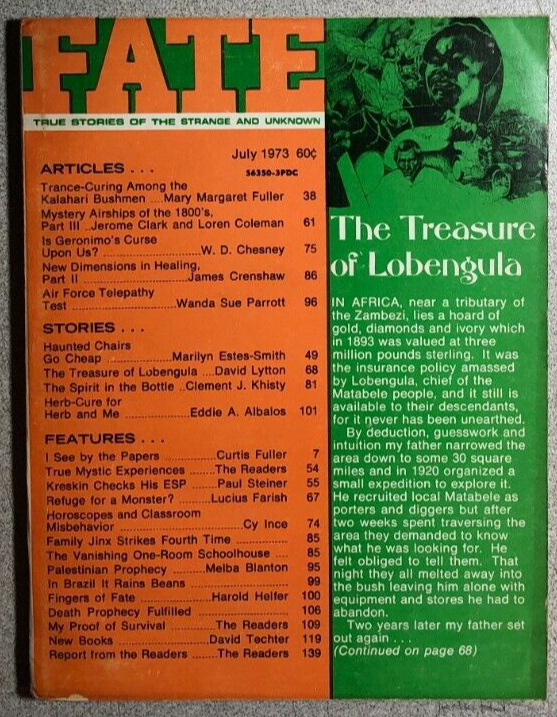 FATE
TRUE STORIES OF THE STRANGE AND UNKNOWN
July 1973 60¢
56350-3PDC
ARTICLES . . .
Trance-Curing Among the
Kalahari Bushmen ....Mary Margaret Fuller 38
Mystery Airships of the 1800's,
Part III ..Jerome Clark and Loren Coleman 61
Is Geronimo's Curse
Upon Us? ....................W. D. Chesney 75
New Dimensions in Healing,
Part II ........................James Crenshaw 86
Air Force Telepathy
Test ........................Wanda Sue Parrott 96
STORIES . . .
Haunted Chairs
Go Cheap ................Marilyn Estes-Smith 49
The Treasure of Lobengula ...David Lytton 68
The Spirit in the Bottle ..Clement J. Khisty 81
Herb-Cure for
Herb and Me ................Eddie A. Albalos 101
FEATURES . . .
I See by the Papers ..............Curtis Fuller 7
True Mystic Experiences .......The Readers 54
Kreskin Checks His ESP ......Paul Steiner 55
Refuge for a Monster? .......Lucius Farish 67
Horoscopes and Classroom
Misbehavior ..........................Cy Ince 74
Family Jinx Strikes Fourth Time ............ 85
The Vanishing One-Room Schoolhouse .... 85
Palestinian Prophecy ........Melba Blanton 95
In Brazil It Rains Beans ...................... 99
Fingers of Fate ................Harold Helfer 100
Death Prophecy Fulfilled .................... 106
My Proof of Survival ..........The Readers 109
New Books ......................David Techter 119
Report from the Readers ......The Readers 139
The Treasure
of Lobengula
IN AFRICA, near a tributary of
the Zambezi, lies a hoard of
gold, diamonds and ivory which
in 1893 was valued at three
million pounds sterling. It was
the insurance policy amassed
by Lobengula, chief of the
Matabele people, and it still is
available to their descendants,
for it never has been unearthed.
By deduction, guesswork and
intuition my father narrowed the
area down to some 30 square
miles and in 1920 organized a
small expedition to explore it.
He recruited local Matabele as
porters and diggers but after
two weeks spent traversing the
area they demanded to know
what he was looking for. He
felt obliged to tell them. That
night they all melted away into
the bush leaving him alone with
equipment and stores he had to
abandon.
Two years later my father set
out again . . .
(Continued on page 68)